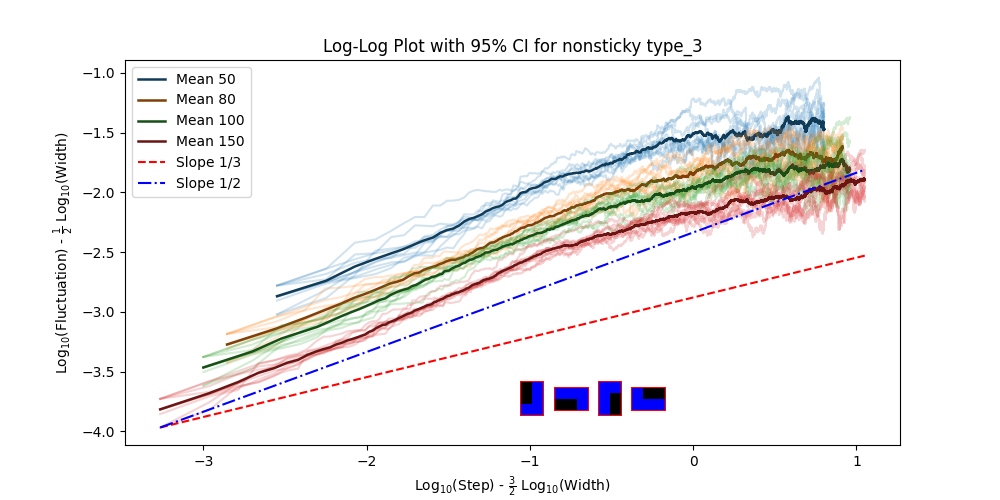 Log-Log Plot with 95% CI for nonsticky type_3
Log₁₀(Fluctuation) - ½ Log₁₀(Width)
−1.0
−1.5
−2.0
−2.5
−3.0
−3.5
−4.0
Mean 50
Mean 80
Mean 100
Mean 150
Slope 1/3
Slope 1/2
−3
−2
−1
0
1
Log₁₀(Step) - 3/2 Log₁₀(Width)